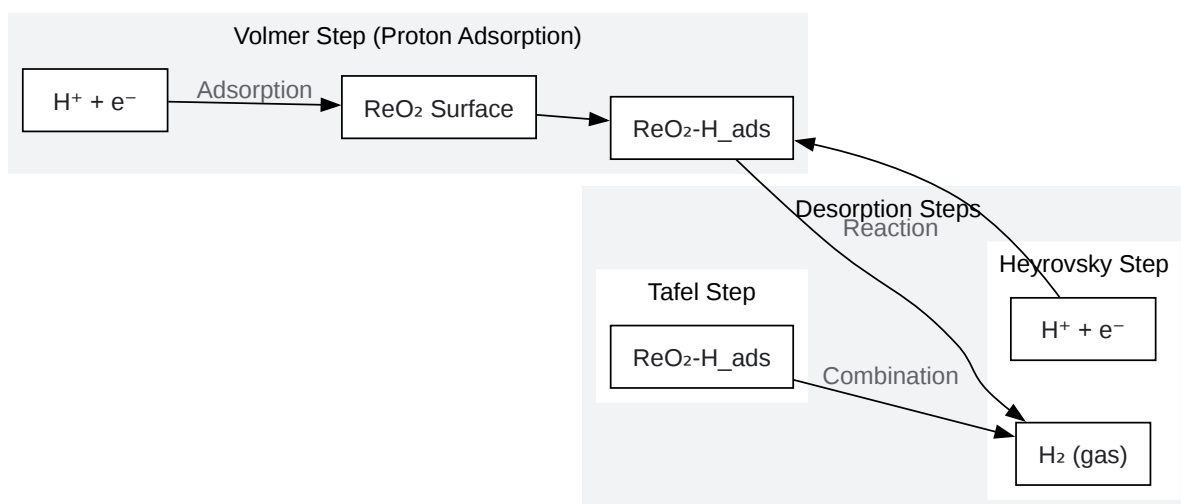 Volmer Step (Proton Adsorption)
H⁺ + e⁻
Adsorption
ReO₂ Surface
ReO₂-H_ads
Desorption Steps
Reaction
Heyrovsky Step
Tafel Step
H⁺ + e⁻
ReO₂-H_ads
Combination
H₂ (gas)